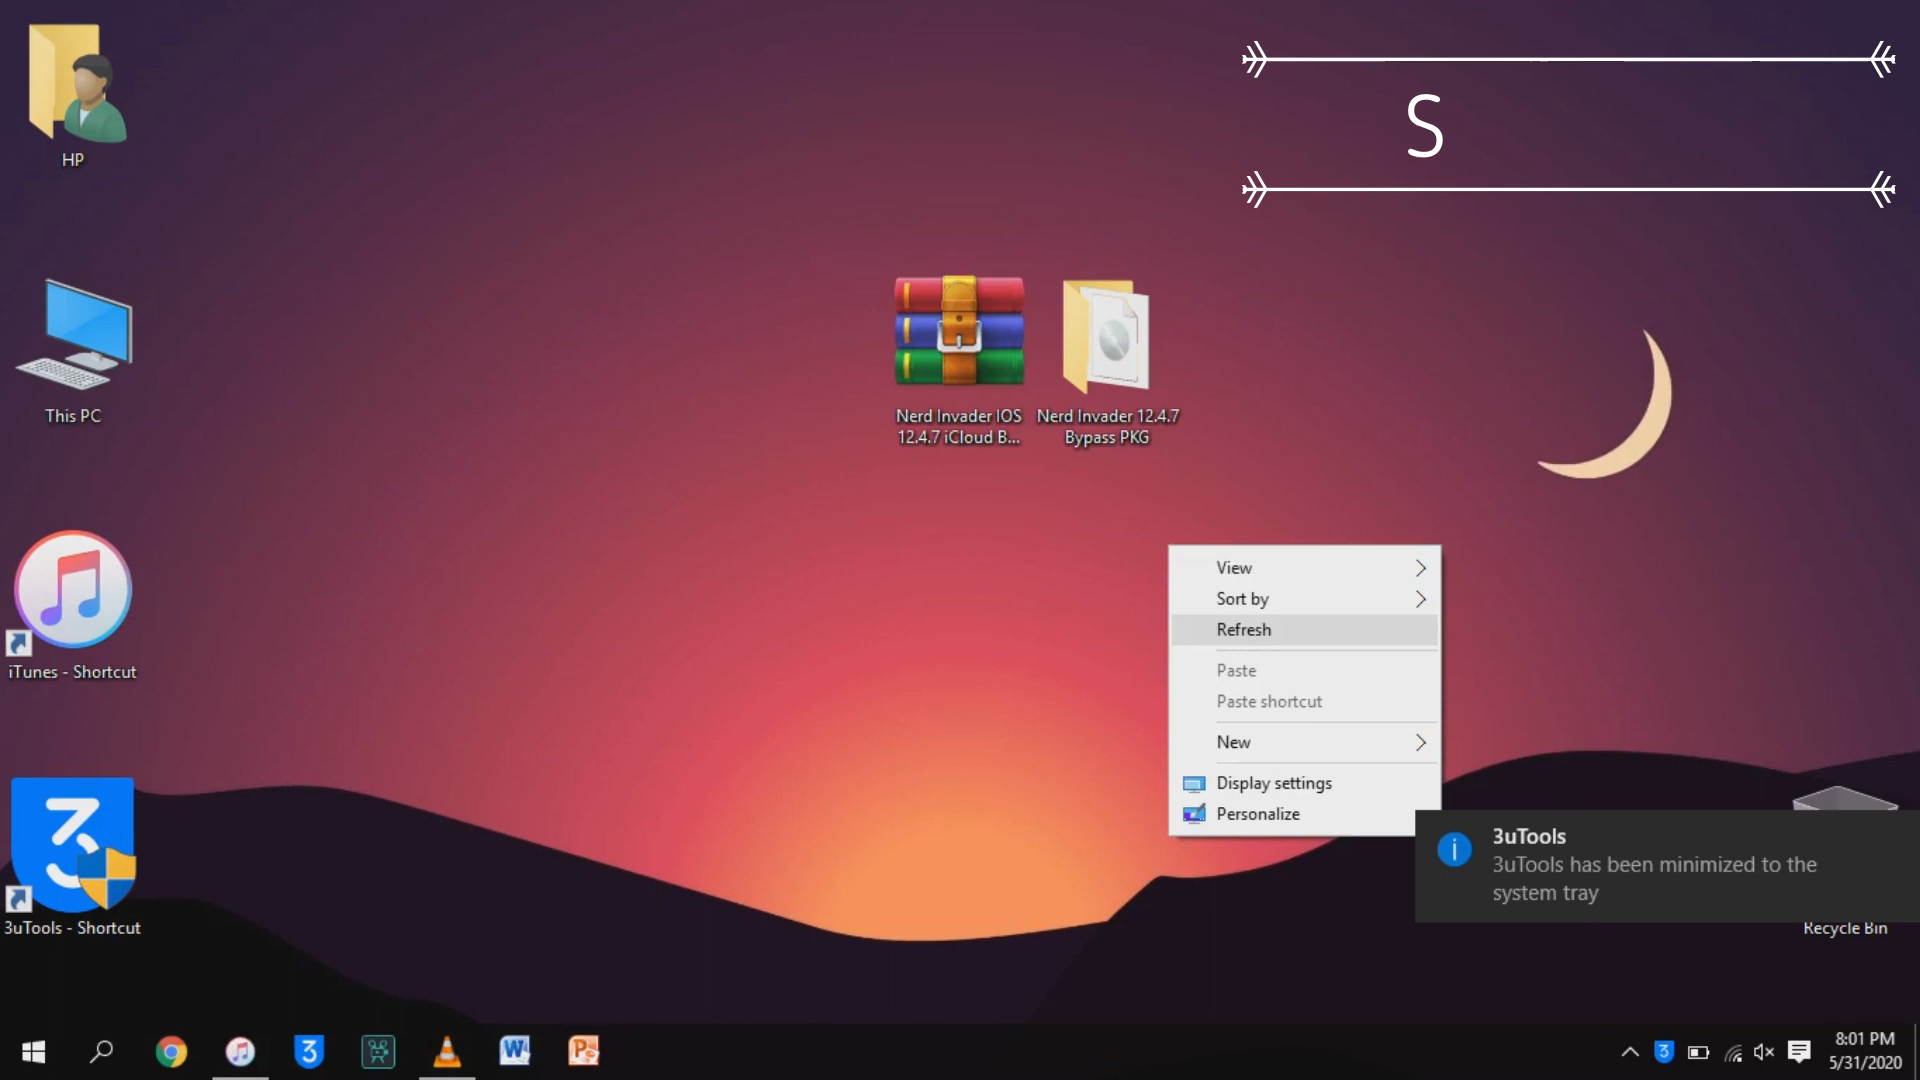 HP
S
This PC
Nerd Invader IOS
12.4.7 iCloud B...
Nerd Invader 12.4.7
Bypass PKG
iTunes - Shortcut
View
Sort by
Refresh
Paste
Paste shortcut
New
Display settings
Personalize
3uTools - Shortcut
3uTools
3uTools has been minimized to the
system tray
Recycle Bin
8:01 PM
5/31/2020